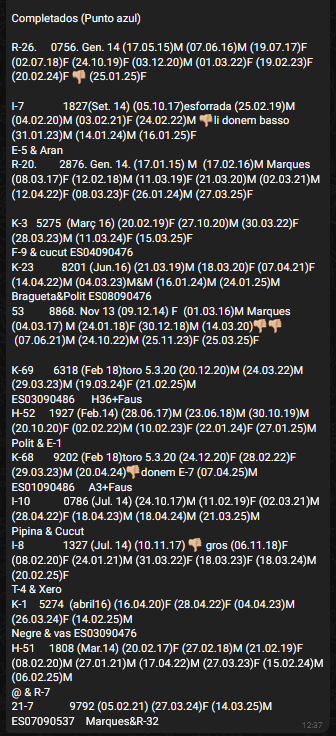 Completados (Punto azul)
R-26. 0756. Gen. 14 (17.05.15)M (07.06.16)M (19.07.17)F
(02.07.18)F (24.10.19)F (03.12.20)M (01.03.22)F (19.02.23)F
(20.02.24)F 👎🏼 (25.01.25)F
I-7 1827(Set. 14) (05.10.17)esforrada (25.02.19)M
(04.02.20)M (03.02.21)F (24.02.22)M 👎🏼li donem basso
(31.01.23)M (14.01.24)M (16.01.25)F
E-5 & Aran
R-20. 2876. Gen. 14. (17.01.15) M (17.02.16)M Marques
(08.03.17)F (12.02.18)M (11.03.19)F (21.03.20)M (02.03.21)M
(12.04.22)F (08.03.23)F (26.01.24)M (27.03.25)F
K-3 5275 (Març 16) (20.02.19)F (27.10.20)M (30.03.22)F
(28.03.23)M (11.03.24)F (15.03.25)F
F-9 & cucut ES04090476
K-23 8201 (Jun.16) (21.03.19)M (18.03.20)F (07.04.21)F
(14.04.22)M (04.03.23)M&M (16.01.24)M (24.01.25)M
Bragueta&Polit ES08090476
53 8868. Nov 13 (09.12.14) F (01.03.16)M Marques
(04.03.17) M (24.01.18)F (30.12.18)M (14.03.20)👎🏼👎🏼
(07.06.21)M (24.10.22)M (25.11.23)F (25.03.25)F
K-69 6318 (Feb 18)toro 5.3.20 (20.12.20)M (24.03.22)M
(29.03.23)M (19.03.24)F (21.02.25)M
ES03090486 H36+Faus
H-52 1927 (Feb.14) (28.06.17)M (23.06.18)M (30.10.19)M
(20.10.20)F (02.02.22)M (10.02.23)F (22.01.24)F (27.01.25)M
Polit & E-1
K-68 9202 (Feb 18)toro 5.3.20 (24.12.20)F (28.02.22)F
(29.03.23)M (20.04.24)👎🏼donem E-7 (07.04.25)M
ES01090486 A3+Faus
I-10 0786 (Jul. 14) (24.10.17)M (11.02.19)F (02.03.21)M
(28.04.22)F (18.04.23)M (18.04.24)M (21.03.25)M
Pipina & Cucut
I-8 1327 (Jul. 14) (10.11.17) 👎🏼 gros (06.11.18)F
(08.02.20)F (24.01.21)M (31.03.22)F (18.03.23)F (18.03.24)M
(20.02.25)F
T-4 & Xero
K-1 5274 (abril16) (16.04.20)F (28.04.22)F (04.04.23)M
(26.03.24)F (14.02.25)M
Negre & vas ES03090476
H-51 1808 (Mar.14) (20.02.17)F (27.02.18)M (21.02.19)F
(08.02.20)M (27.01.21)M (17.04.22)M (27.03.23)F (15.02.24)M
(06.02.25)M
@ & R-7
21-7 9792 (05.02.21) (27.03.24)F (14.03.25)M
ES07090537 Marques&R-32
12:37